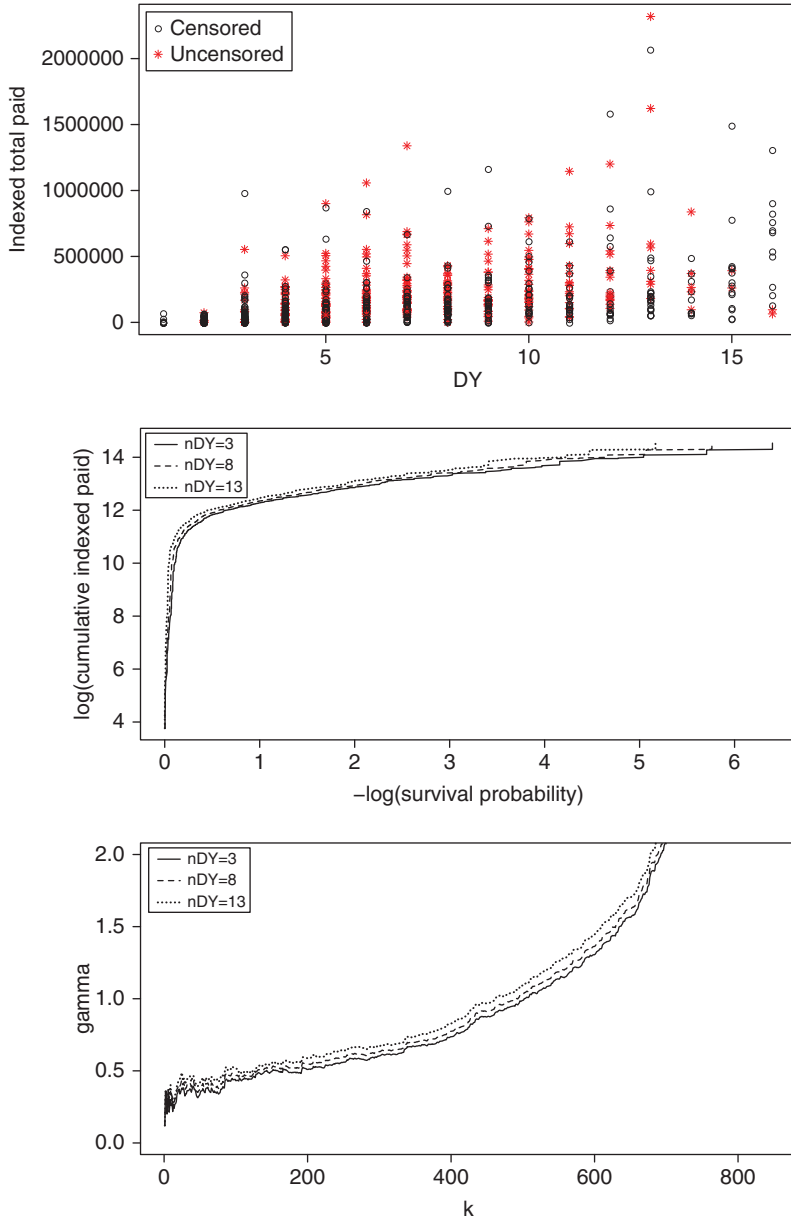 Censored
Uncensored
2000000
1500000
1000000
500000
0
Indexed total paid
5
10
15
DY
nDY=3
nDY=8
nDY=13
14
12
10
8
6
4
log(cumulative indexed paid)
0
1
2
3
4
5
6
−log(survival probability)
nDY=3
nDY=8
nDY=13
2.0
1.5
1.0
0.5
0.0
gamma
0
200
400
600
800
k